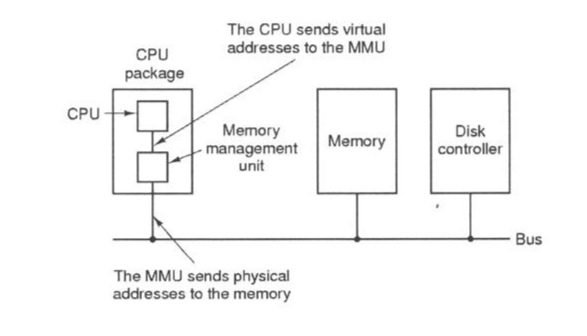 The CPU sends virtual
addresses to the MMU
CPU
package
CPU
Memory
management
unit
Memory
Disk
controller
Bus
The MMU sends physical
addresses to the memory